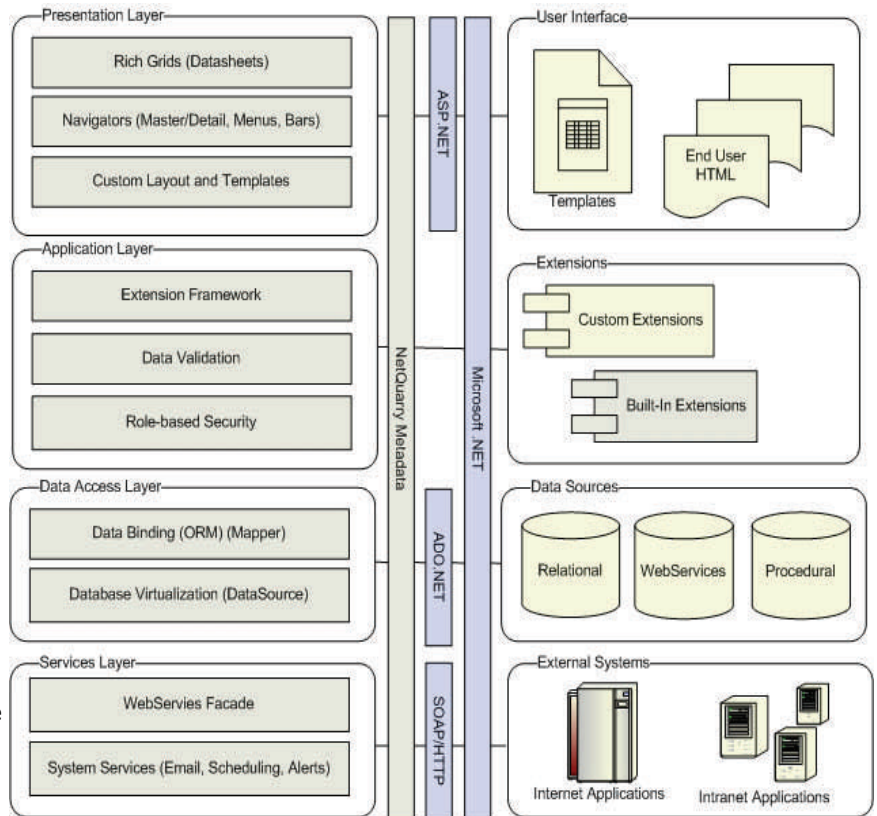 Presentation Layer
Rich Grids (Datasheets)
Navigators (Master/Detail, Menus, Bars)
Custom Layout and Templates
Application Layer
Extension Framework
Data Validation
Role-based Security
Data Access Layer
Data Binding (ORM) (Mapper)
Database Virtualization (DataSource)
Services Layer
WebServies Facade
System Services (Email, Scheduling, Alerts)
NetQuarry Metadata
ASP.NET
ADO.NET
SOAP/HTTP
Microsoft .NET
User Interface
Templates
End User
HTML
Extensions
Custom Extensions
Built-In Extensions
Data Sources
Relational
WebServices
Procedural
External Systems
Internet Applications
Intranet Applications